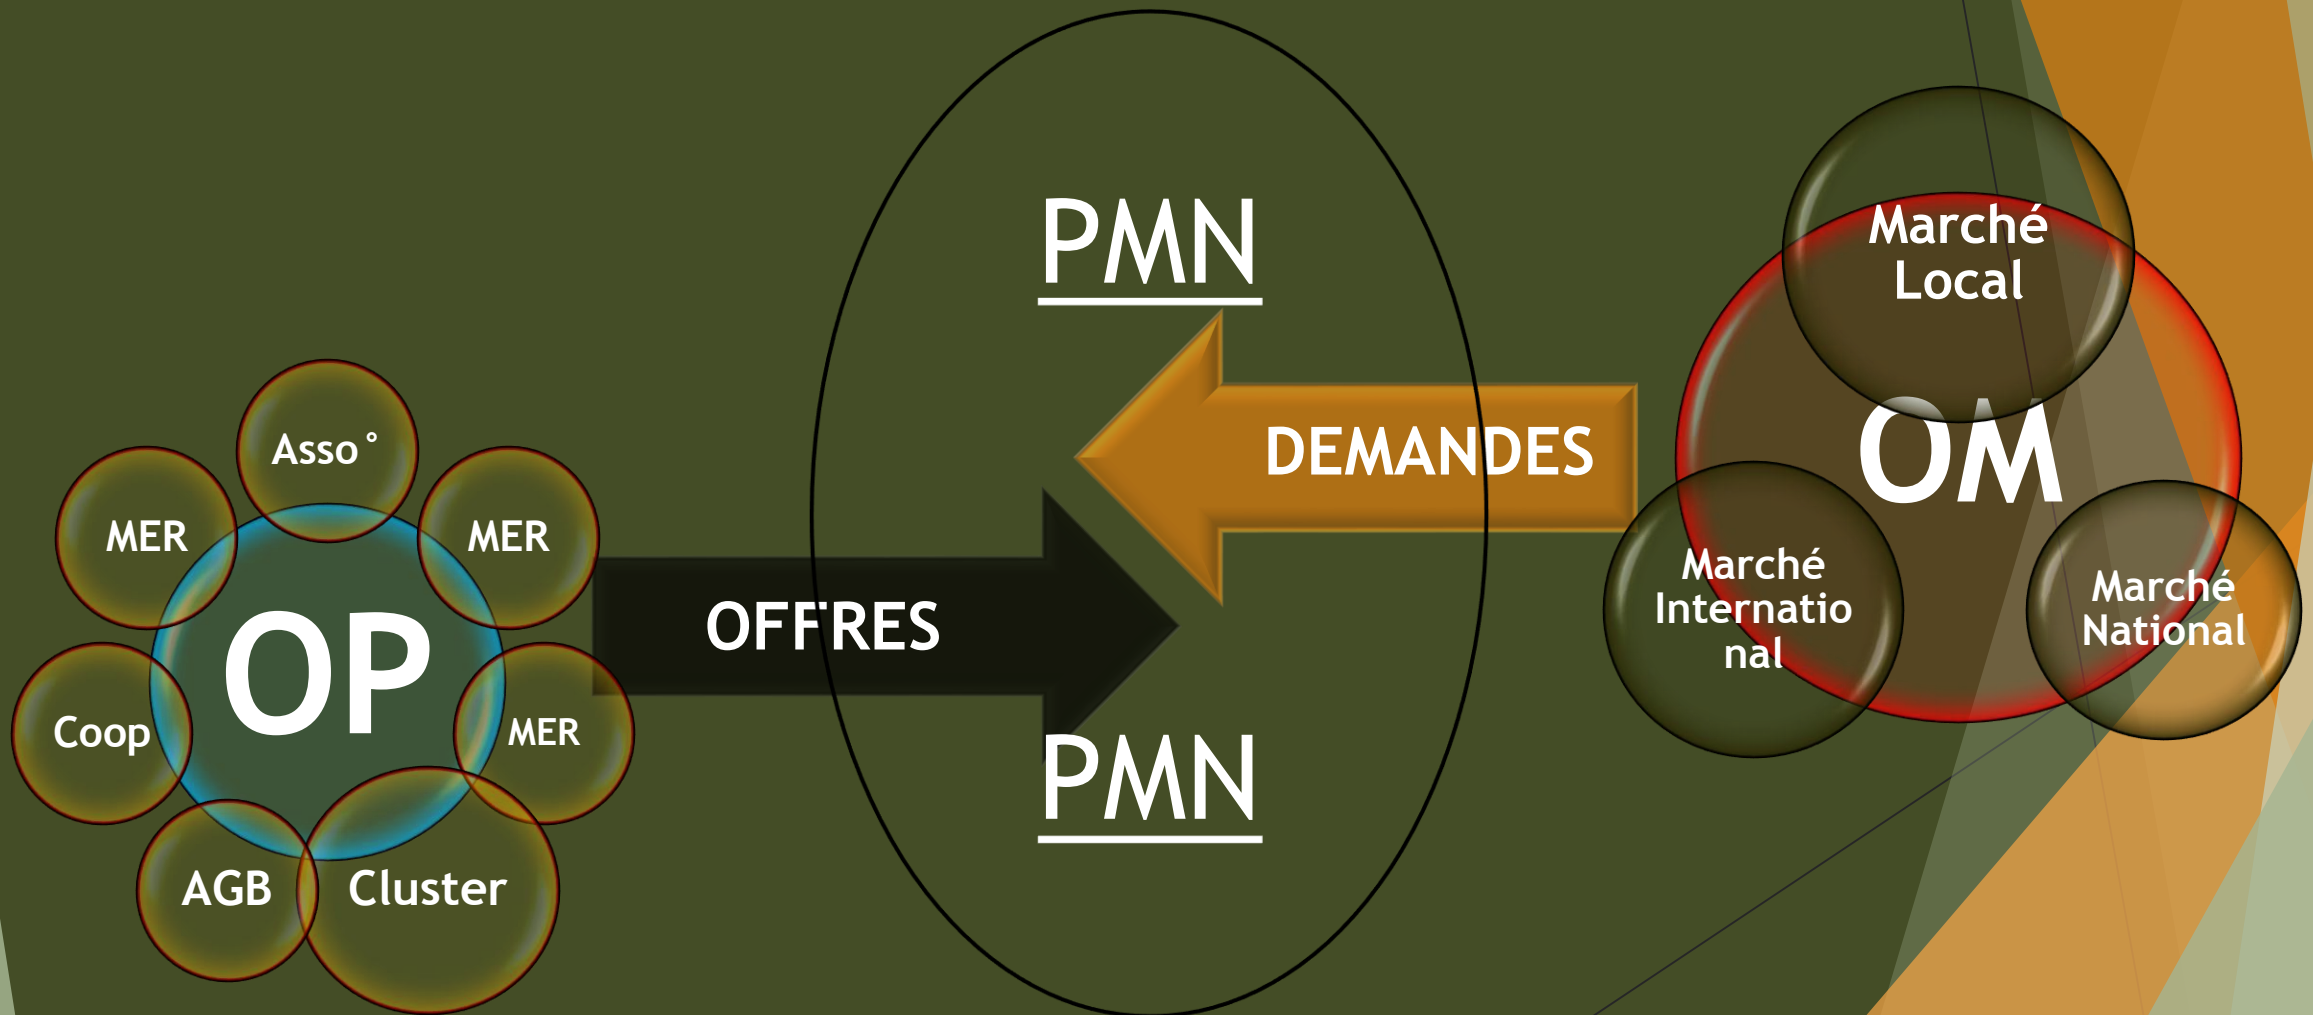 Asso°
MER
MER
OP
Coop
MER
AGB
Cluster
OFFRES
PMN
DEMANDES
PMN
Marché
Local
OM
Marché
Internatio
nal
Marché
National